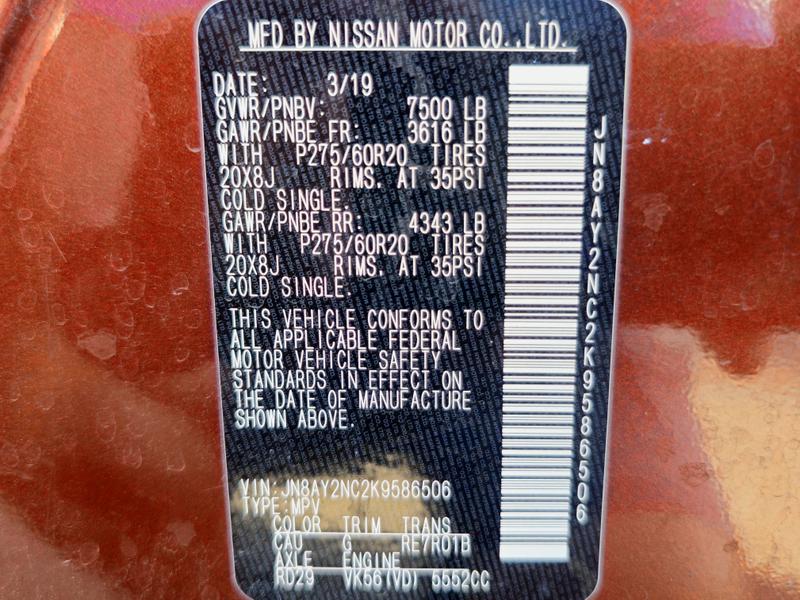 MFD BY NISSAN MOTOR CO.,LTD.
DATE: 3/19
GVWR/PNBV: 7500 LB
GAWR/PNBE FR: 3616 LB
WITH P275/60R20 TIRES
20X8J RIMS. AT 35PSI
COLD SINGLE.
GAWR/PNBE RR: 4343 LB
WITH P275/60R20 TIRES
20X8J RIMS. AT 35PSI
COLD SINGLE.
THIS VEHICLE CONFORMS TO
ALL APPLICABLE FEDERAL
MOTOR VEHICLE SAFETY
STANDARDS IN EFFECT ON
THE DATE OF MANUFACTURE
SHOWN ABOVE.
VIN:JN8AY2NC2K9586506
TYPE:MPV
COLOR TRIM TRANS
CAU G RE7R01B
AXLE ENGINE
RD29 VK56(VD) 5552CC
JN8AY2NC2K9586506